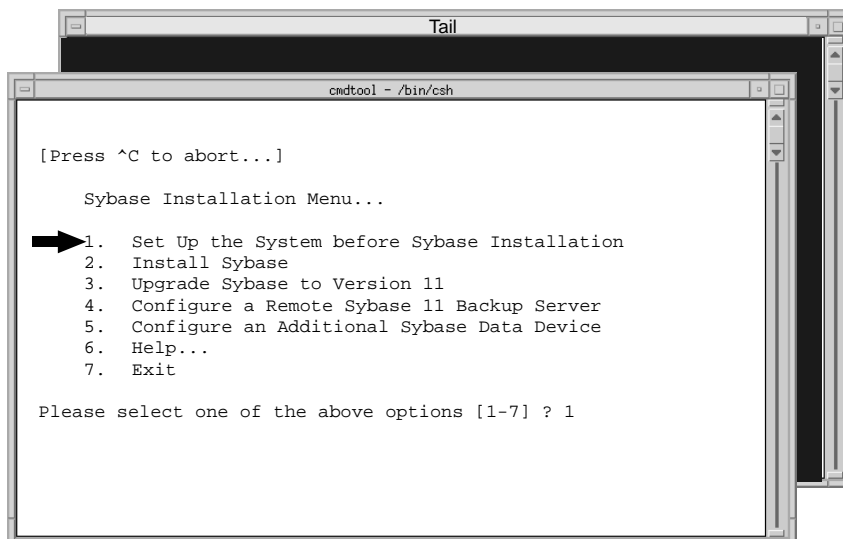 Tail
cmdtool - /bin/csh
[Press ^C to abort...]
Sybase Installation Menu...
1. Set Up the System before Sybase Installation
2. Install Sybase
3. Upgrade Sybase to Version 11
4. Configure a Remote Sybase 11 Backup Server
5. Configure an Additional Sybase Data Device
6. Help...
7. Exit
Please select one of the above options [1-7] ? 1